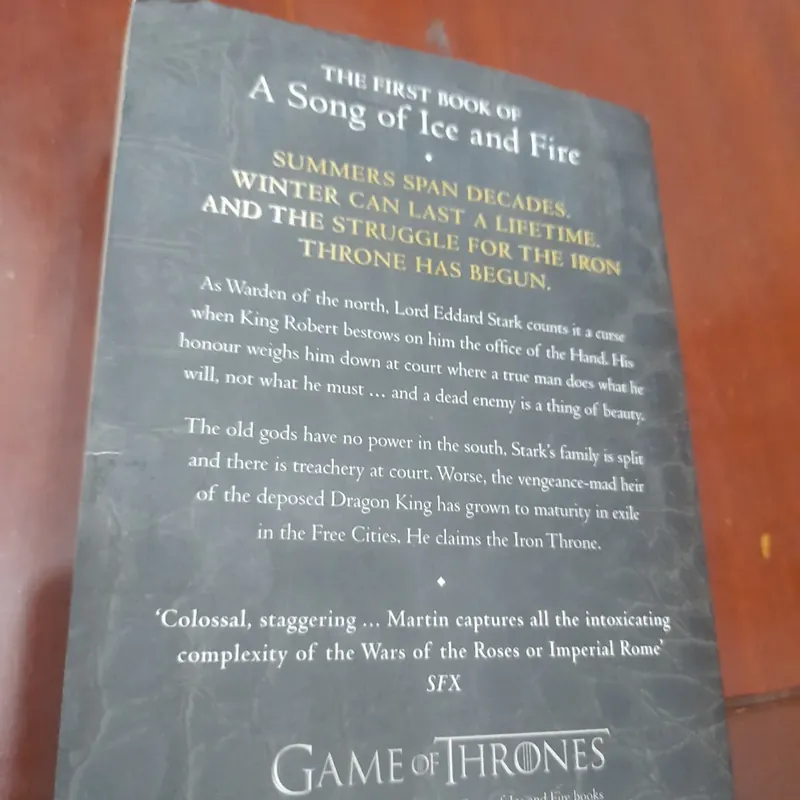 THE FIRST BOOK OF
A Song of Ice and Fire
SUMMERS SPAN DECADES.
WINTER CAN LAST A LIFETIME.
AND THE STRUGGLE FOR THE IRON
THRONE HAS BEGUN.
As Warden of the north, Lord Eddard Stark counts it a curse
when King Robert bestows on him the office of the Hand. His
honour weighs him down at court where a true man does what he
will, not what he must ... and a dead enemy is a thing of beauty.
The old gods have no power in the south, Stark's family is split
and there is treachery at court. Worse, the vengeance-mad heir
of the deposed Dragon King has grown to maturity in exile
in the Free Cities. He claims the Iron Throne.
'Colossal, staggering ... Martin captures all the intoxicating
complexity of the Wars of the Roses or Imperial Rome'
SFX
GAME OF THRONES
of Ice and Fire books